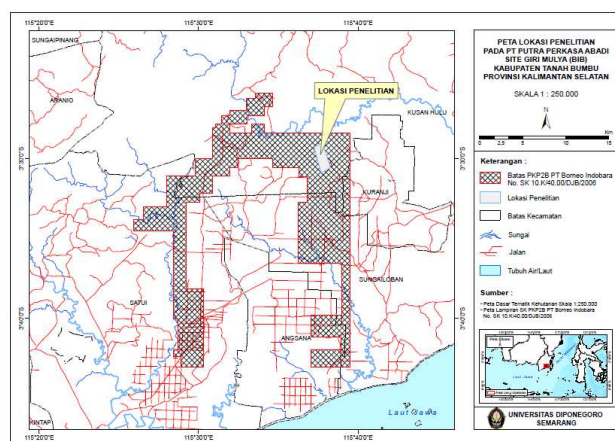 115°20'0"E
115°30'0"E
115°40'0"E
SUNGAIPINANG
ARANIO
LOKASI PENELITIAN
KUSAN HULU
3°30'0"S
3°30'0"S
KURANJI
SUNGAILOBAN
SATUI
ANGSANA
3°40'0"S
3°40'0"S
KINTAP
Laut Jawa
115°20'0"E
115°30'0"E
115°40'0"E
PETA LOKASI PENELITIAN
PADA PT PUTRA PERKASA ABADI
SITE GIRI MULYA (BIB)
KABUPATEN TANAH BUMBU
PROVINSI KALIMANTAN SELATAN
SKALA 1 : 250.000
N
Km
0 2,5 5 10 15
Keterangan :
Batas PKP2B PT Borneo Indobara
No. SK 10.K/40.00/DJB/2006
Lokasi Penelitian
Batas Kecamatan
Sungai
Jalan
Tubuh Air/Laut
Sumber :
- Peta Dasar Tematik Kehutanan Skala 1:250.000
- Peta Lampiran SK PKP2B PT Borneo Indobara
No. SK 10.K/40.00/DJB/2006
UNIVERSITAS DIPONEGORO
SEMARANG